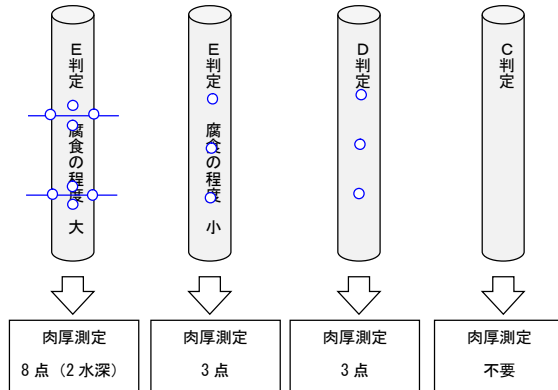 E判定 腐食の程度 大
E判定 腐食の程度 小
D判定
C判定
肉厚測定
8点（2水深）
肉厚測定
3点
肉厚測定
3点
肉厚測定
不要